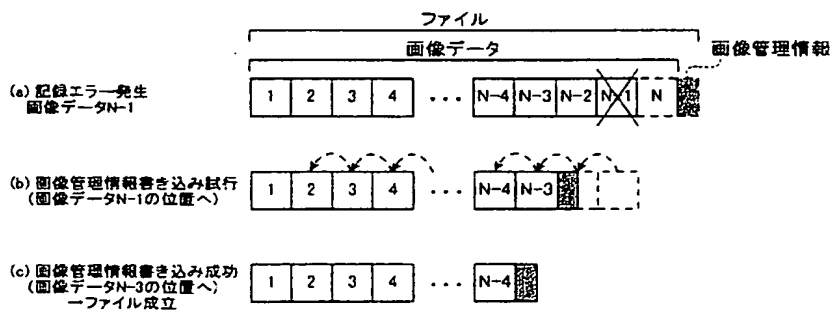 ファイル
画像データ
画像管理情報
(a) 記録エラー発生
画像データN-1
1 2 3 4 ... N-4 N-3 N-2 N-1 N
(b) 画像管理情報書き込み試行
(画像データN-1の位置へ)
1 2 3 4 ... N-4 N-3
(c) 画像管理情報書き込み成功
(画像データN-3の位置へ)
→ファイル成立
1 2 3 4 ... N-4